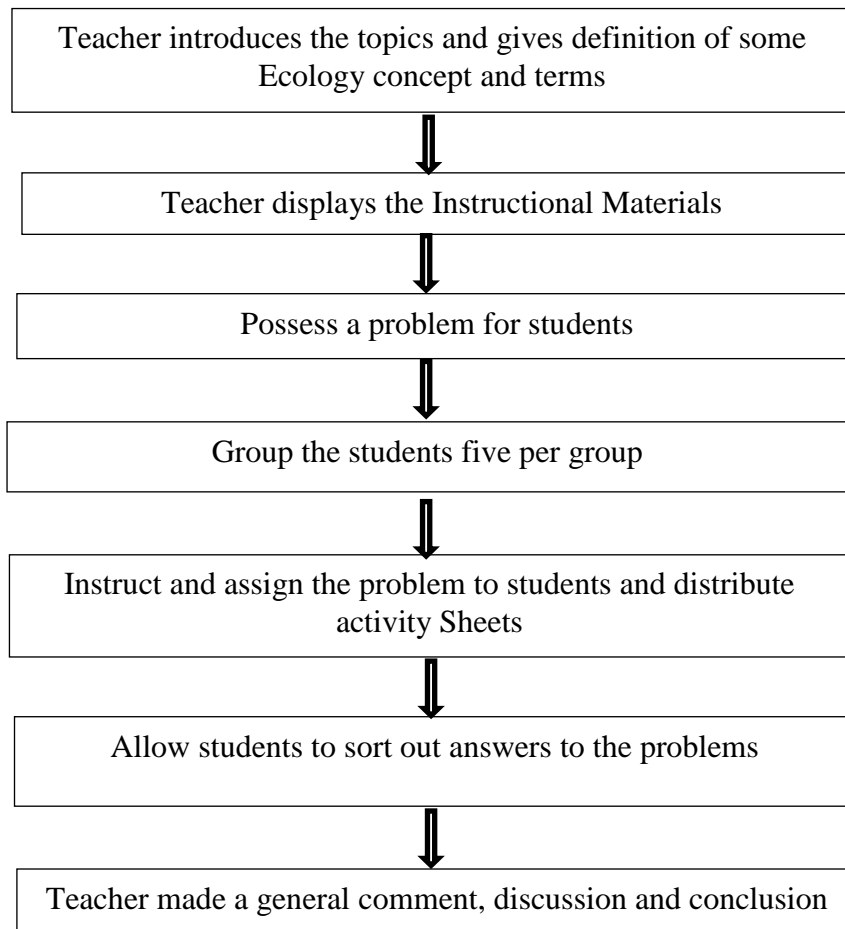 Teacher introduces the topics and gives definition of some
Ecology concept and terms
Teacher displays the Instructional Materials
Possess a problem for students
Group the students five per group
Instruct and assign the problem to students and distribute
activity Sheets
Allow students to sort out answers to the problems
Teacher made a general comment, discussion and conclusion